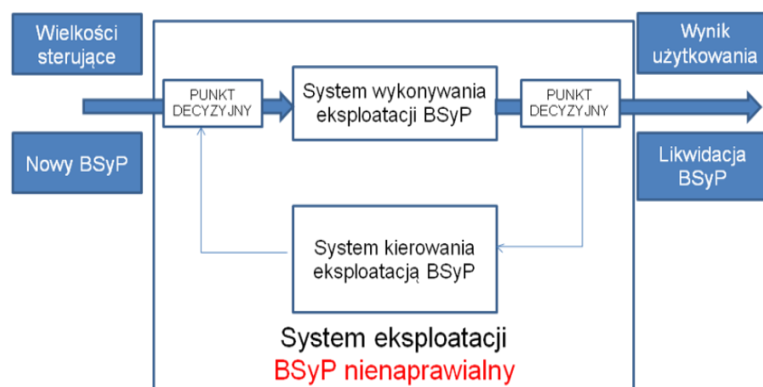 Wielkości
sterujące
Wynik
użytkowania
PUNKT
DECYZYJNY
System wykonywania
eksploatacji BSyP
PUNKT
DECYZYJNY
Nowy BSyP
Likwidacja
BSyP
System kierowania
eksploatacją BSyP
System eksploatacji
BSyP nienaprawialny